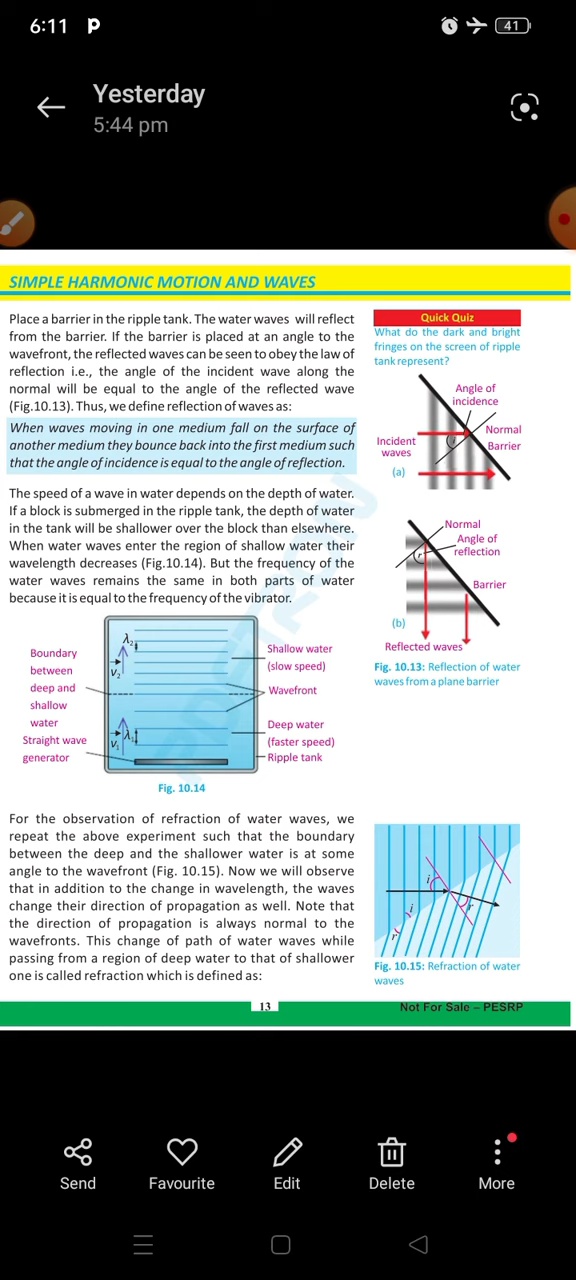 6:11
41
Yesterday
5:44 pm
SIMPLE HARMONIC MOTION AND WAVES
Place a barrier in the ripple tank. The water waves will reflect
from the barrier. If the barrier is placed at an angle to the
wavefront, the reflected waves can be seen to obey the law of
reflection i.e., the angle of the incident wave along the
normal will be equal to the angle of the reflected wave
(Fig.10.13). Thus, we define reflection of waves as:
When waves moving in one medium fall on the surface of
another medium they bounce back into the first medium such
that the angle of incidence is equal to the angle of reflection.
The speed of a wave in water depends on the depth of water.
If a block is submerged in the ripple tank, the depth of water
in the tank will be shallower over the block than elsewhere.
When water waves enter the region of shallow water their
wavelength decreases (Fig.10.14). But the frequency of the
water waves remains the same in both parts of water
because it is equal to the frequency of the vibrator.
Boundary
between
deep and
shallow
water
Straight wave
generator
λ₂
v₂
λ₁
v₁
Shallow water
(slow speed)
Wavefront
Deep water
(faster speed)
Ripple tank
Fig. 10.14
For the observation of refraction of water waves, we
repeat the above experiment such that the boundary
between the deep and the shallower water is at some
angle to the wavefront (Fig. 10.15). Now we will observe
that in addition to the change in wavelength, the waves
change their direction of propagation as well. Note that
the direction of propagation is always normal to the
wavefronts. This change of path of water waves while
passing from a region of deep water to that of shallower
one is called refraction which is defined as:
Quick Quiz
What do the dark and bright
fringes on the screen of ripple
tank represent?
Angle of
incidence
Normal
Barrier
Incident
waves
i
(a)
Normal
Angle of
reflection
r
Barrier
(b)
Reflected waves
Fig. 10.13: Reflection of water
waves from a plane barrier
i
r
i
r
Fig. 10.15: Refraction of water
waves
13
Not For Sale – PESRP
Send
Favourite
Edit
Delete
More